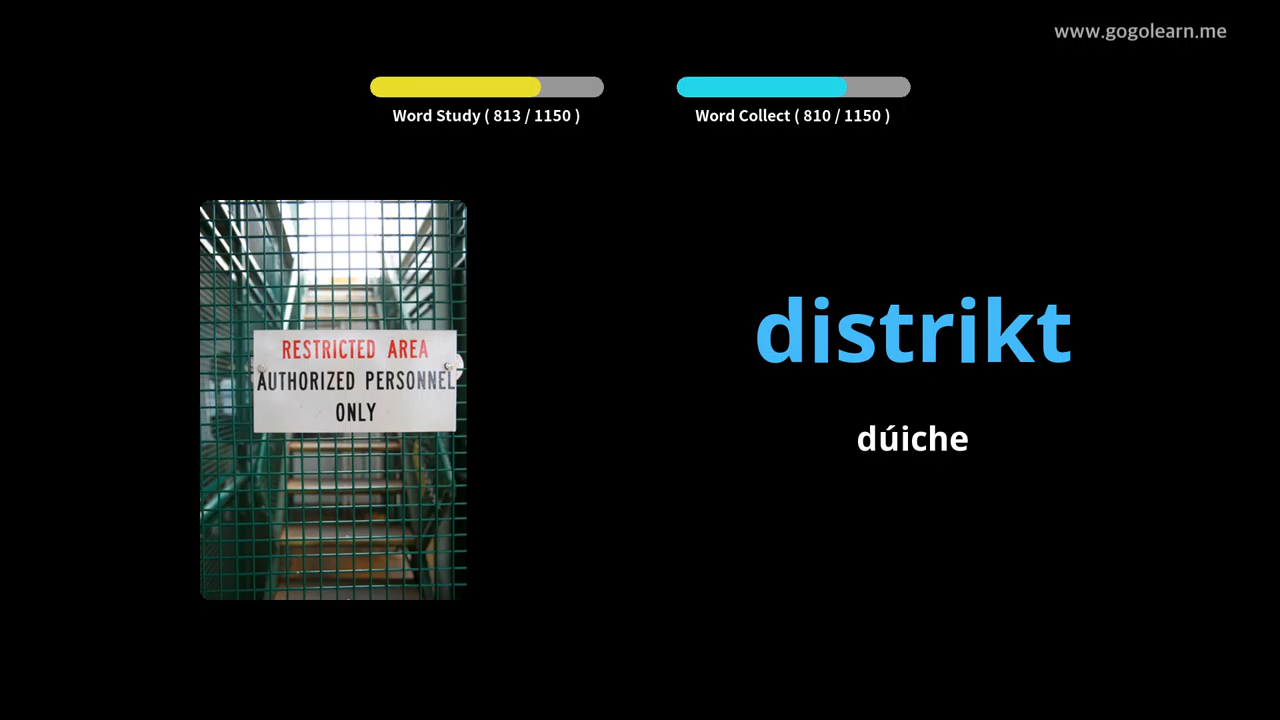 www.gogolearn.me
Word Study ( 813 / 1150 )
Word Collect ( 810 / 1150 )
RESTRICTED AREA
AUTHORIZED PERSONNEL
ONLY
distrikt
dúiche